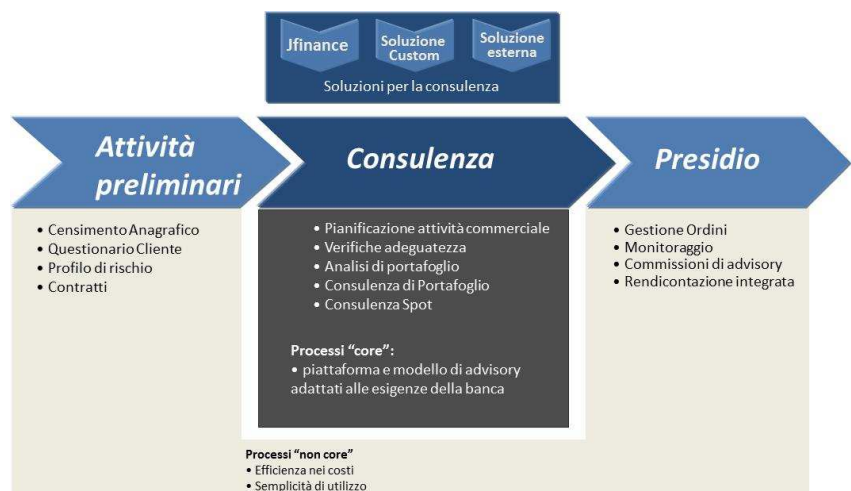 Jfinance
Soluzione
Custom
Soluzione
esterna
Soluzioni per la consulenza
Attività
preliminari
Consulenza
Presidio
• Censimento Anagrafico
• Questionario Cliente
• Profilo di rischio
• Contratti
• Pianificazione attività commerciale
• Verifiche adeguatezza
• Analisi di portafoglio
• Consulenza di Portafoglio
• Consulenza Spot
Processi “core”:
• piattaforma e modello di advisory
adattati alle esigenze della banca
• Gestione Ordini
• Monitoraggio
• Commissioni di advisory
• Rendicontazione integrata
Processi “non core”
• Efficienza nei costi
• Semplicità di utilizzo